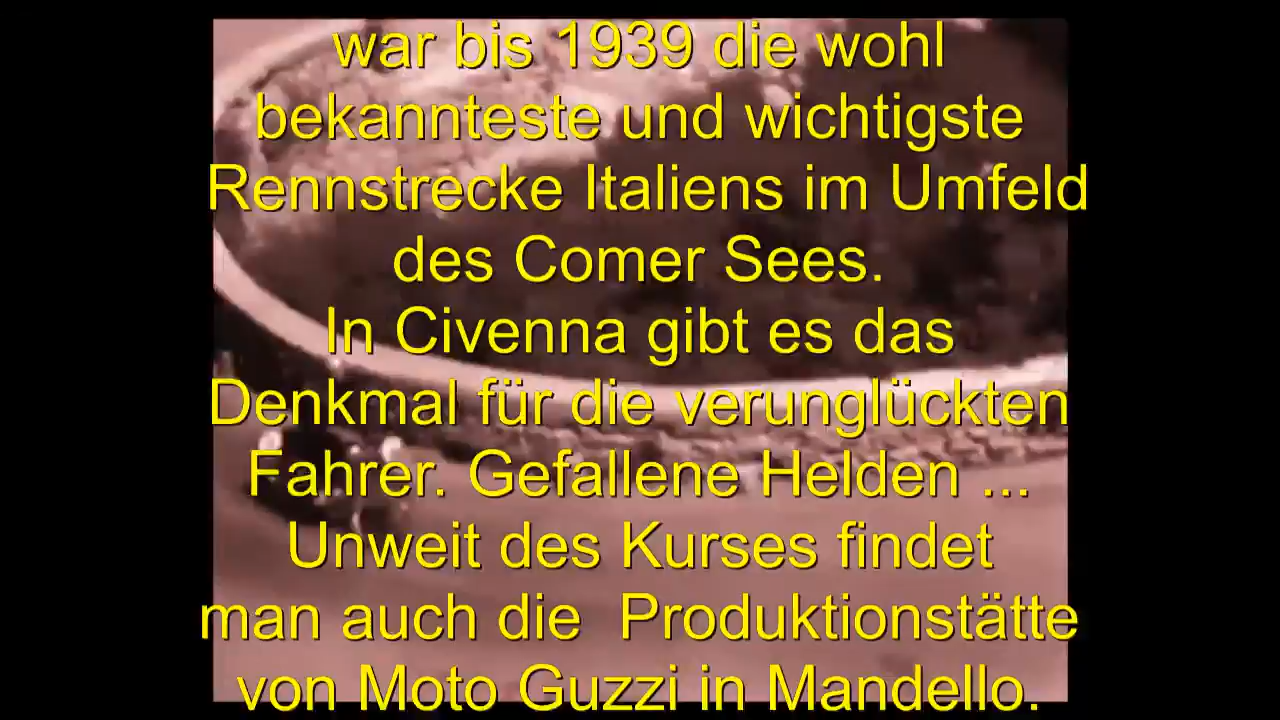 war bis 1939 die wohl
bekannteste und wichtigste
Rennstrecke Italiens im Umfeld
des Comer Sees.
In Civenna gibt es das
Denkmal für die verunglückten
Fahrer. Gefallene Helden ...
Unweit des Kurses findet
man auch die  Produktionstätte
von Moto Guzzi in Mandello.